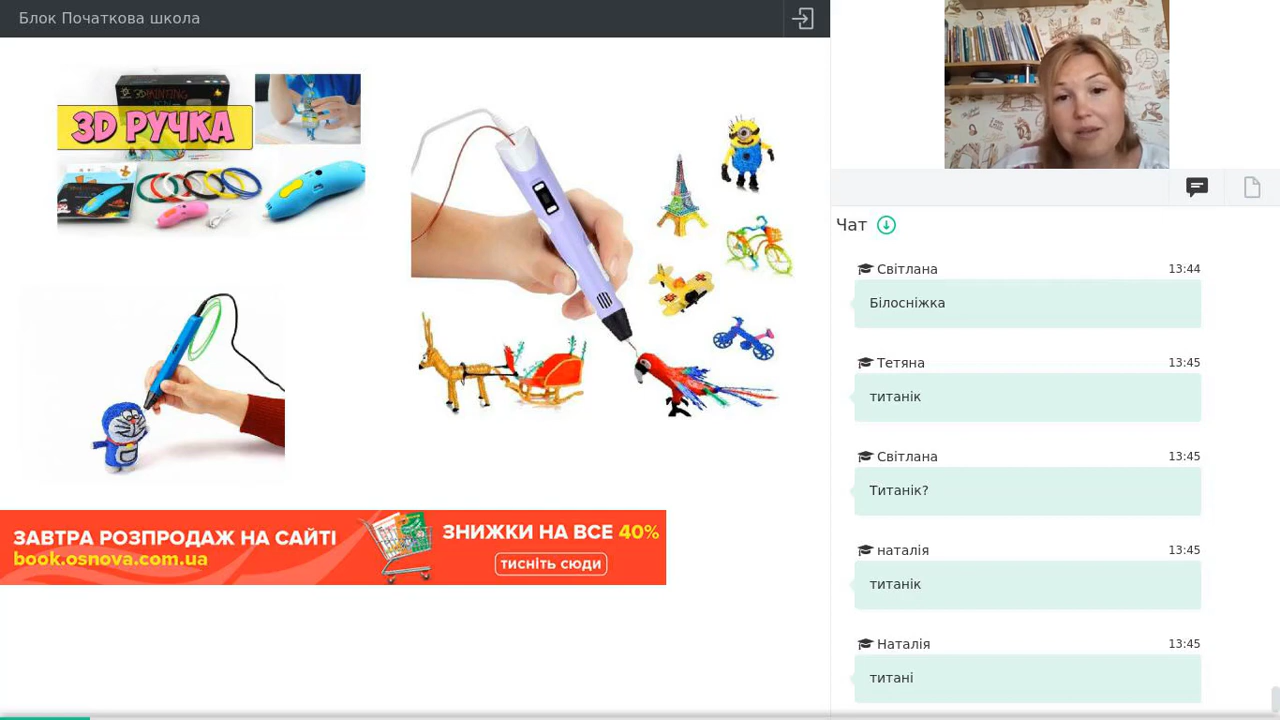 Блок Початкова школа
3D PAINTING
3D РУЧКА
ЗАВТРА РОЗПРОДАЖ НА САЙТІ
book.osnova.com.ua
ЗНИЖКИ НА ВСЕ 40%
тисніть сюди
Чат
Світлана 13:44
Білосніжка
Тетяна 13:45
титанік
Світлана 13:45
Титанік?
наталія 13:45
титанік
Наталія 13:45
титані